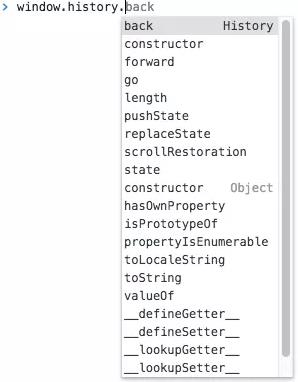 > window.history.back
back History
constructor
forward
go
length
pushState
replaceState
scrollRestoration
state
constructor Object
hasOwnProperty
isPrototypeOf
propertyIsEnumerable
toLocaleString
toString
valueOf
__defineGetter__
__defineSetter__
__lookupGetter__
__lookupSetter__